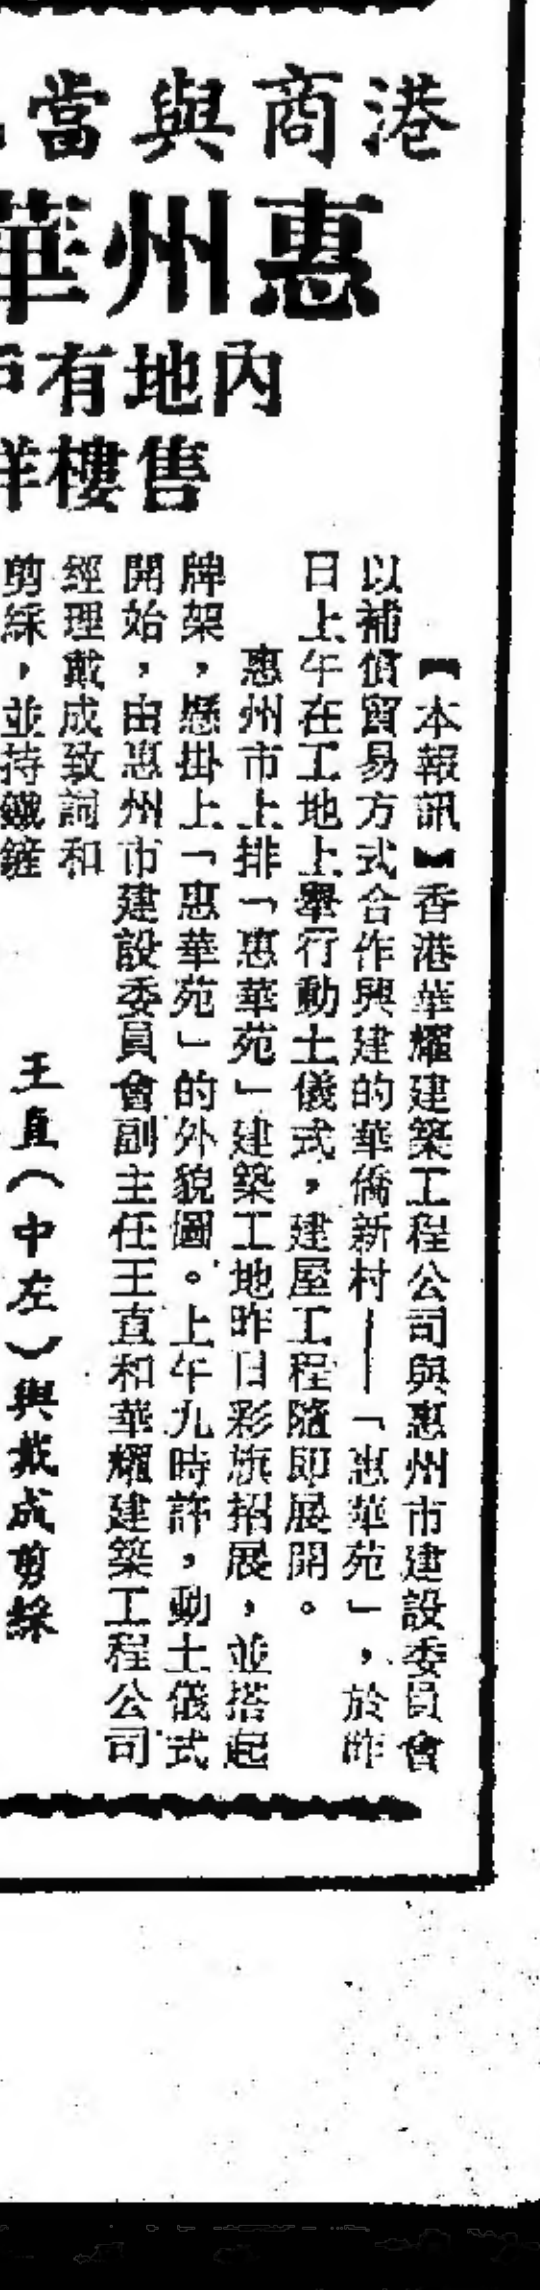 港商與當
惠州華
內地有戶
售樓詳
【本報訊】香港華耀建築工程公司與惠州市建設委員會
以補償貿易方式合作興建的華僑新村——「惠華苑」，於昨
日上午在工地上舉行動土儀式，建屋工程隨即展開。
惠州市上排「惠華苑」建築工地昨日彩旗招展，並搭起
牌架，懸掛上「惠華苑」的外貌圖。上午九時許，動土儀式
開始，由惠州市建設委員會副主任王直和華耀建築工程公司
經理戴成致詞和
剪綵，並持鐵鏟
王直（中左）與戴成剪綵